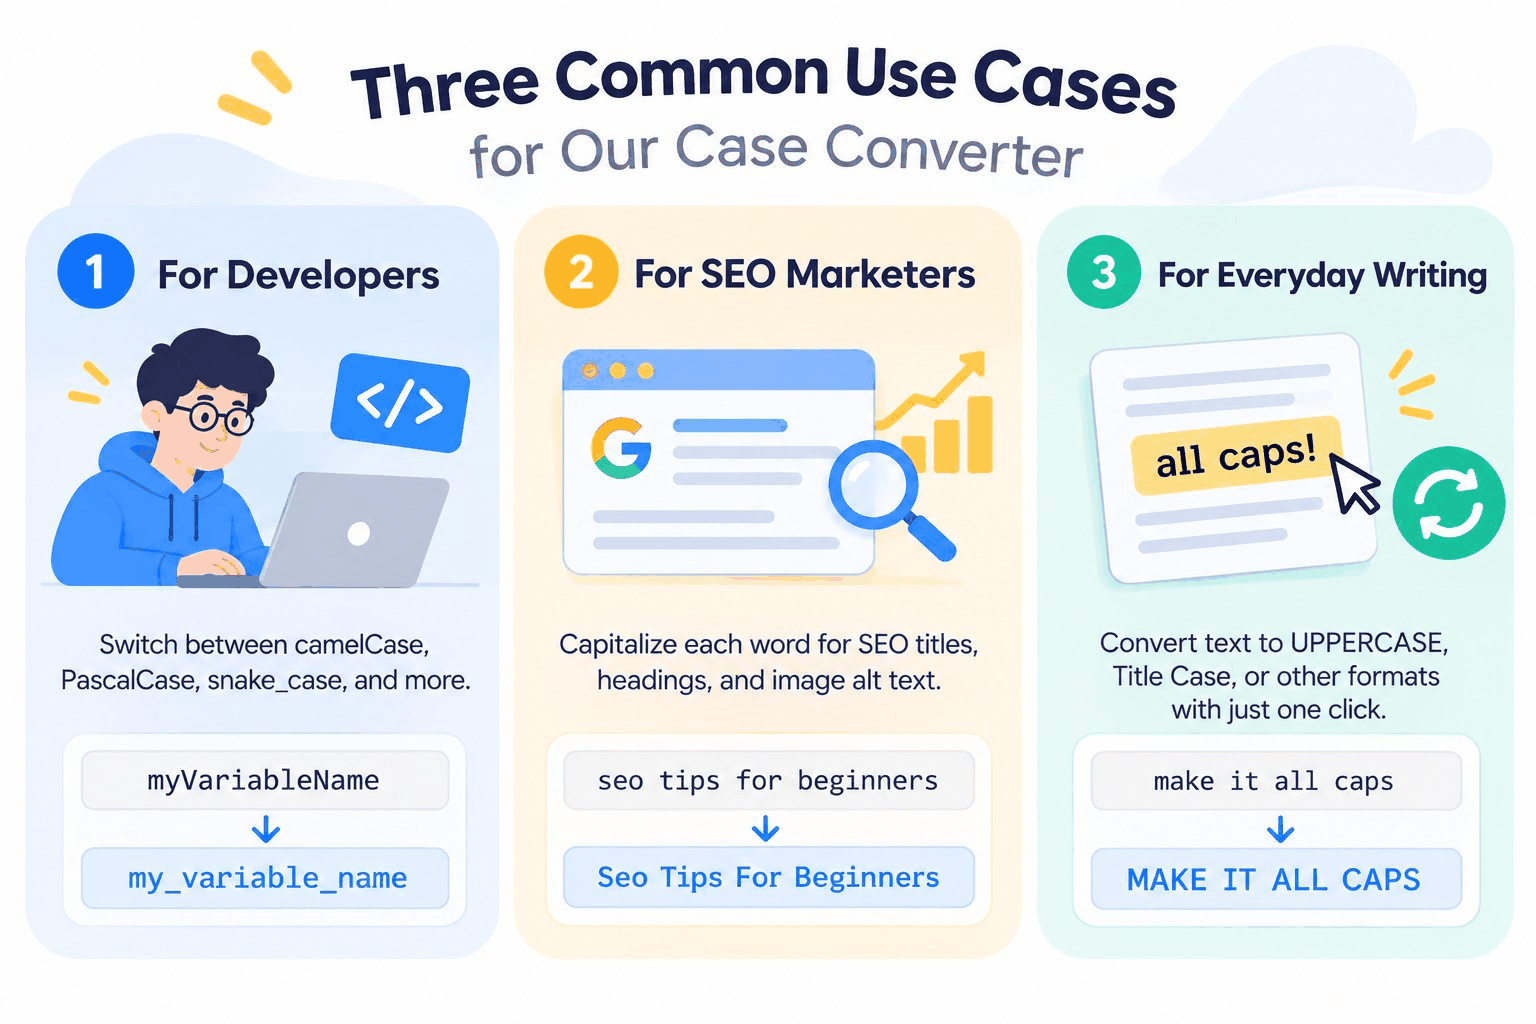 Three Common Use Cases
for Our Case Converter
1
For Developers
</>
Switch between camelCase,
PascalCase, snake_case, and more.
myVariableName
my_variable_name
2
For SEO Marketers
G
Capitalize each word for SEO titles,
headings, and image alt text.
seo tips for beginners
Seo Tips For Beginners
3
For Everyday Writing
all caps!
Convert text to UPPERCASE,
Title Case, or other formats
with just one click.
make it all caps
MAKE IT ALL CAPS